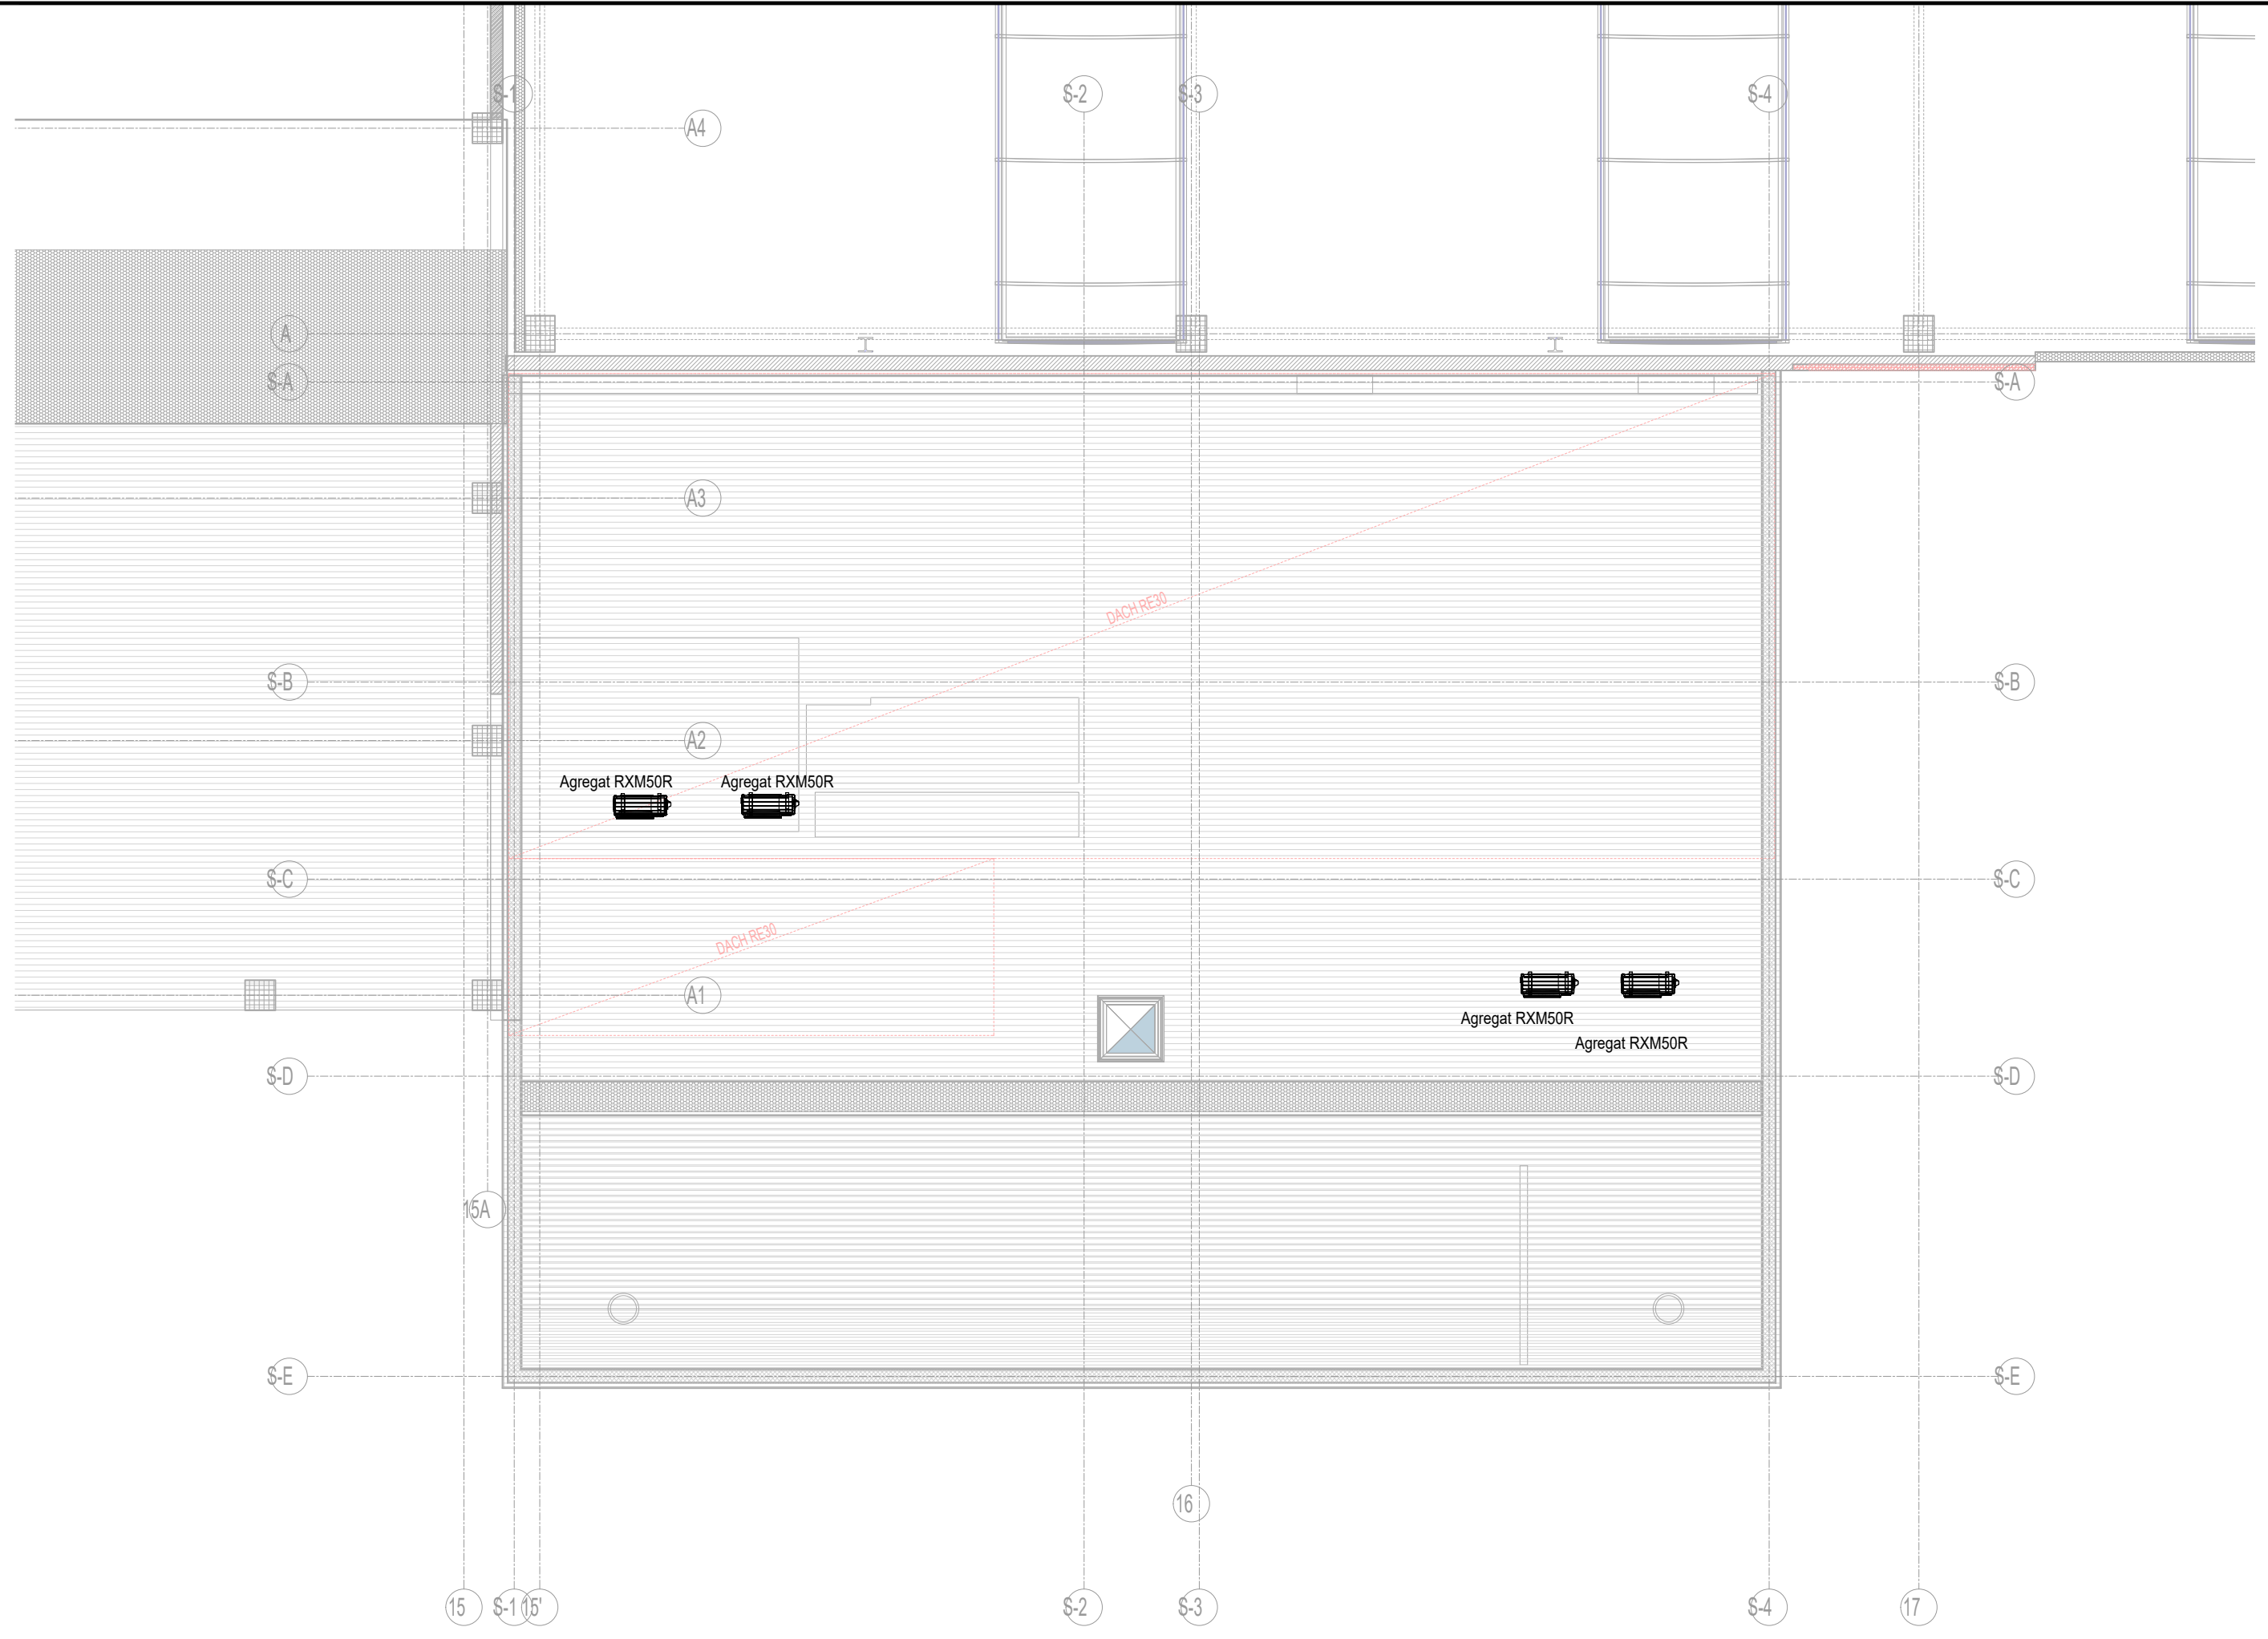 S-1
S-2
S-3
S-4
A4
A
S-A
S-A
A3
DACH RE30
S-B
S-B
A2
Agregat RXM50R
Agregat RXM50R
S-C
S-C
DACH RE30
A1
Agregat RXM50R
Agregat RXM50R
S-D
S-D
15A
S-E
S-E
16
15
S-1
15'
S-2
S-3
S-4
17